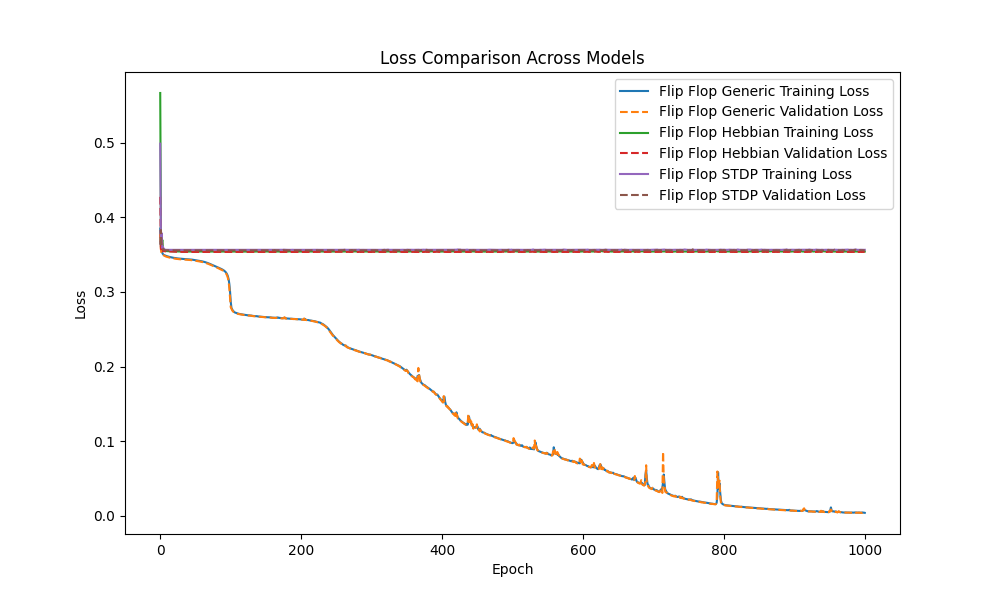 Loss Comparison Across Models
Flip Flop Generic Training Loss
Flip Flop Generic Validation Loss
Flip Flop Hebbian Training Loss
Flip Flop Hebbian Validation Loss
Flip Flop STDP Training Loss
Flip Flop STDP Validation Loss
Loss
0.5
0.4
0.3
0.2
0.1
0.0
0 200 400 600 800 1000
Epoch